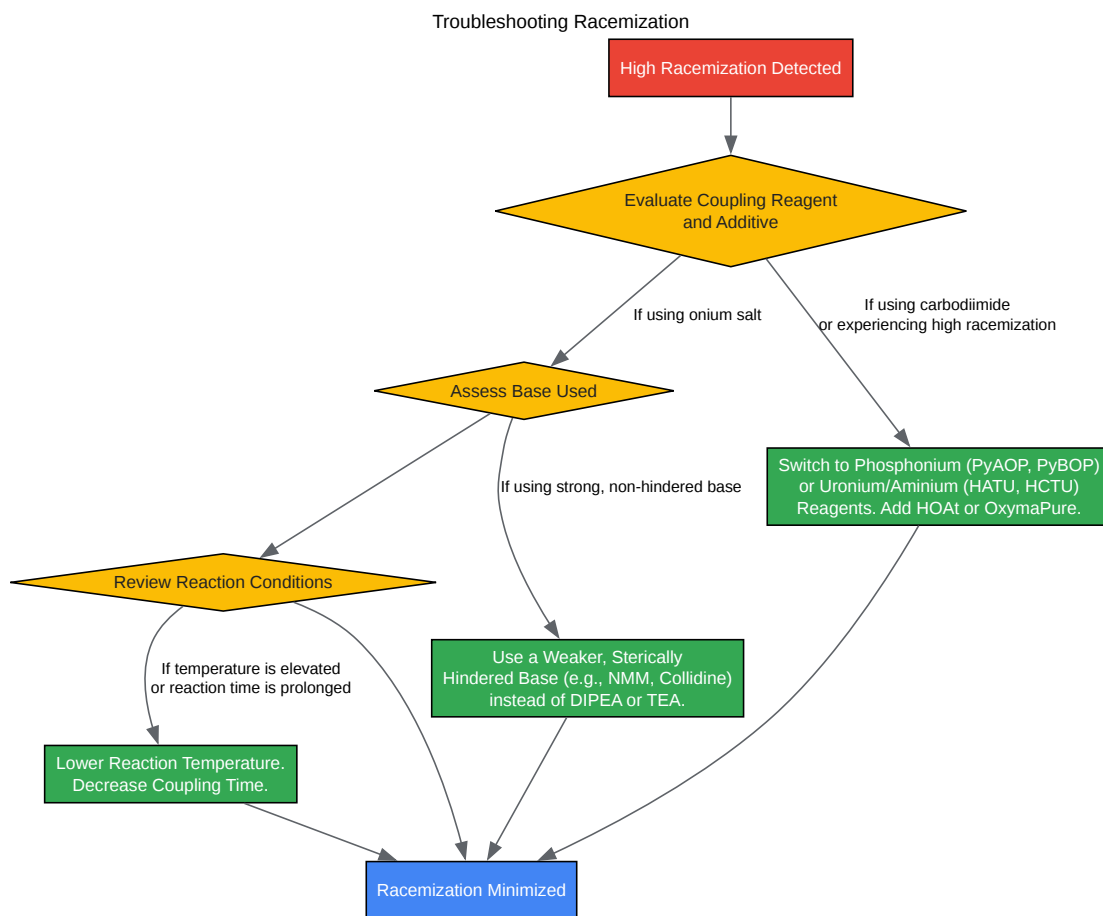 Troubleshooting Racemization
High Racemization Detected
Evaluate Coupling Reagent
and Additive
If using onium salt
If using carbodiimide
or experiencing high racemization
Assess Base Used
Switch to Phosphonium (PyAOP, PyBOP)
or Uronium/Aminium (HATU, HCTU)
Reagents. Add HOAt or OxymaPure.
If using strong, non-hindered base
Review Reaction Conditions
If temperature is elevated
or reaction time is prolonged
Use a Weaker, Sterically
Hindered Base (e.g., NMM, Collidine)
instead of DIPEA or TEA.
Lower Reaction Temperature.
Decrease Coupling Time.
Racemization Minimized